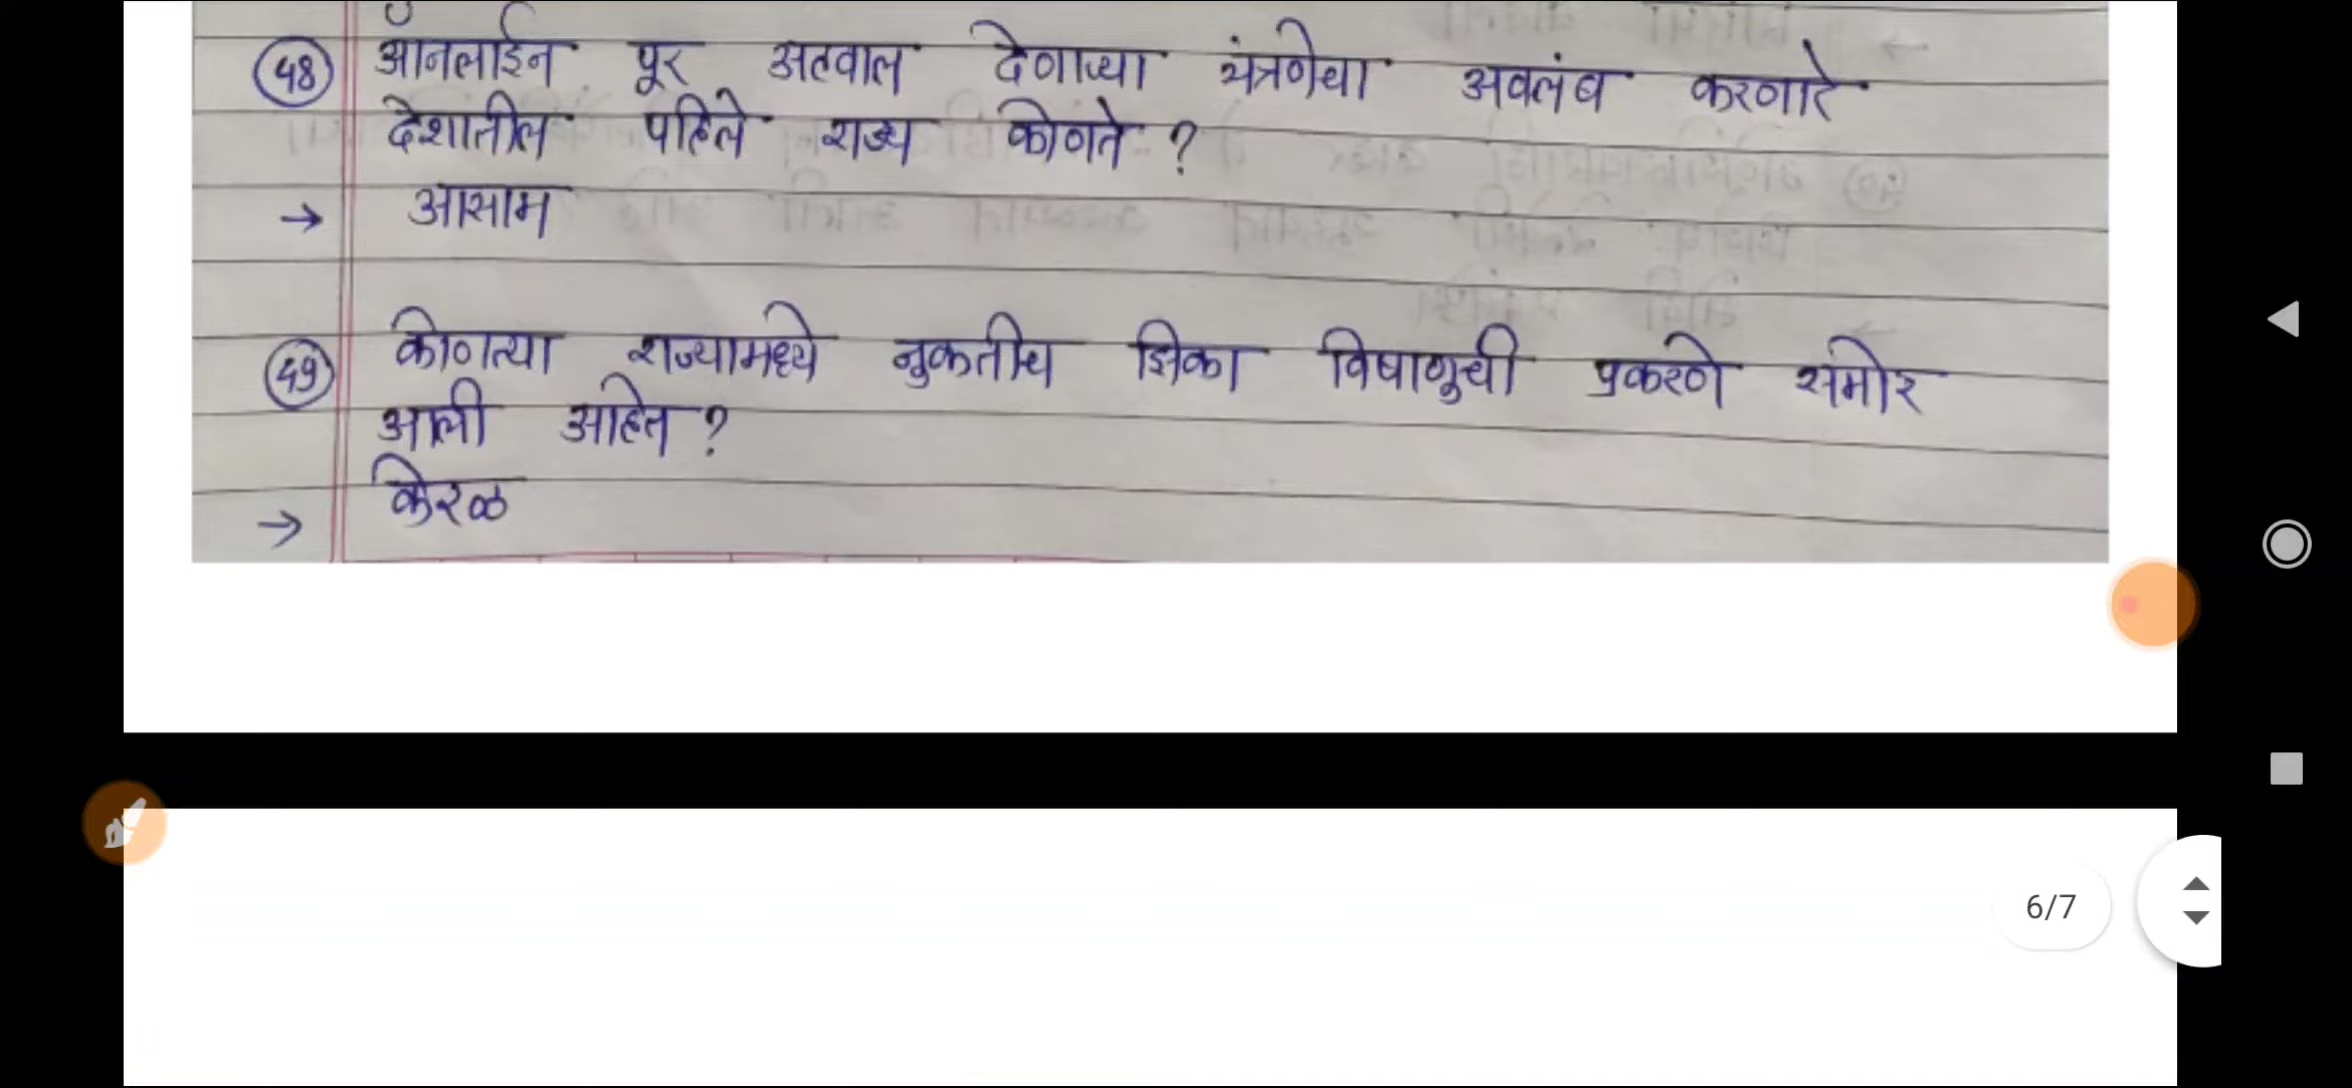 48 ऑनलाईन पूर अहवाल देणाऱ्या यंत्रणेचा अवलंब करणारे
देशातील पहिले राज्य कोणते ?
→ आसाम
49 कोणत्या राज्यामध्ये नुकतीच झिका विषाणूची प्रकरणे समोर
आली आहेत ?
→ केरळ
6/7